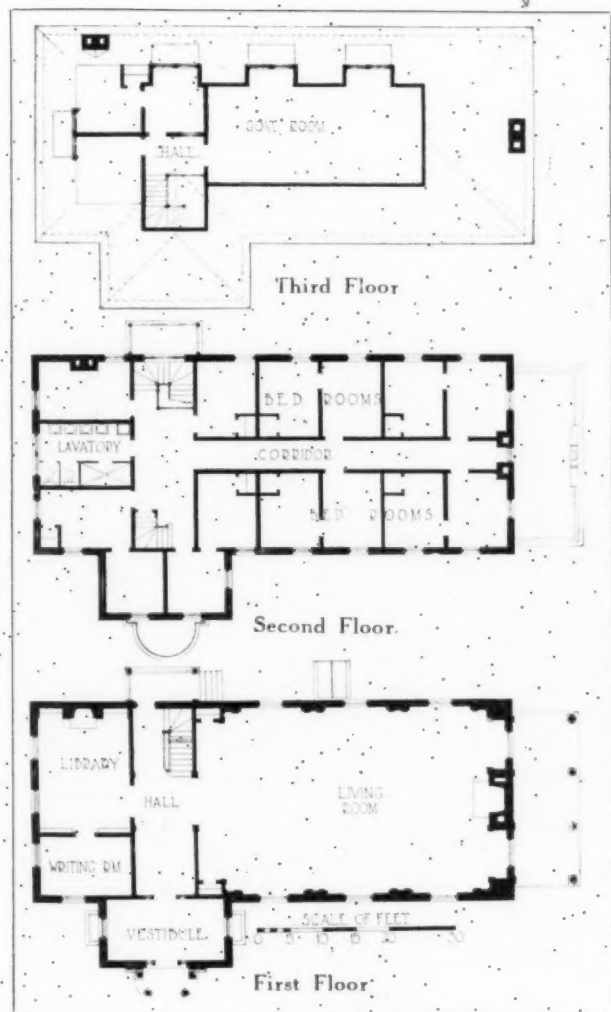 GOAT ROOM
HALL
Third Floor
BED ROOMS
LAVATORY
CORRIDOR
BED ROOMS
Second Floor.
LIBRARY
HALL
LIVING
ROOM
WRITING RM
SCALE OF FEET
VESTIBULE
0 5 10 15 20 30
First Floor